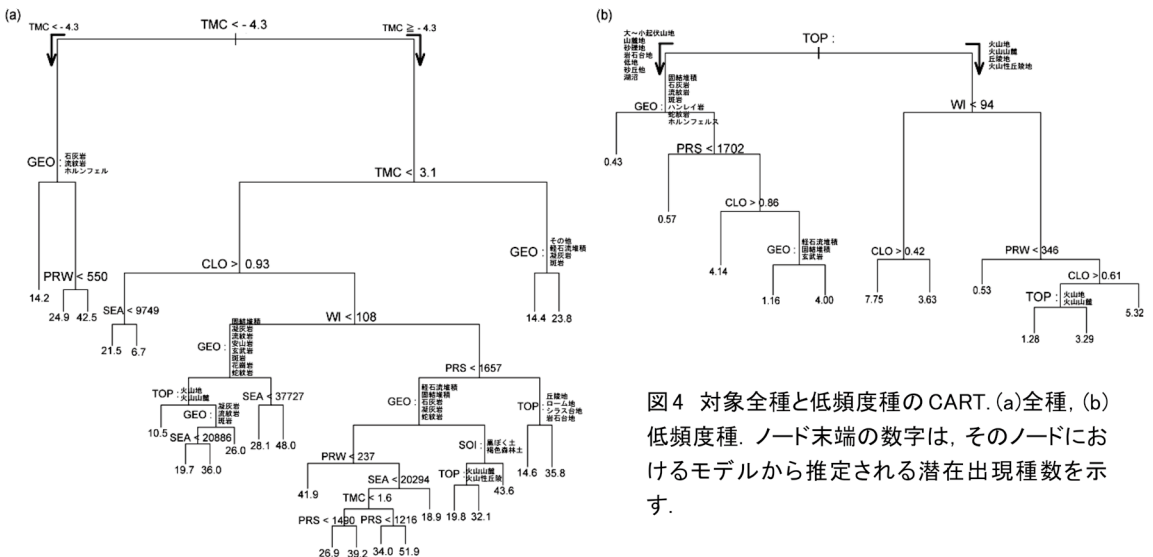 (a)
TMC < - 4.3
TMC < - 4.3
TMC ≧ - 4.3
GEO :
石灰岩
流紋岩
ホルンフェル
TMC < 3.1
14.2
PRW < 550
24.9
42.5
CLO > 0.93
GEO :
その他
軽石流堆積
凝灰岩
斑岩
14.4
23.8
SEA < 9749
21.5
6.7
WI < 108
GEO :
固結堆積
凝灰岩
流紋岩
安山岩
玄武岩
斑岩
花崗岩
蛇紋岩
PRS < 1657
TOP :
火山地
火山山麓
SEA < 37727
10.5
GEO :
凝灰岩
流紋岩
斑岩
28.1
48.0
SEA < 20886
26.0
19.7
36.0
GEO :
軽石流堆積
固結堆積
石灰岩
凝灰岩
蛇紋岩
TOP :
丘陵地
ローム地
シラス台地
岩石台地
14.6
35.8
PRW < 237
SOI :
黒ぼく土
褐色森林土
41.9
SEA < 20294
TOP :
火山山麓
火山性丘陵
43.6
19.8
32.1
TMC < 1.6
18.9
PRS < 1490
PRS < 1216
26.9
39.2
34.0
51.9
(b)
TOP :
大～小起伏山地
山麓地
砂礫地
岩石台地
低地
砂丘他
湖沼
火山地
火山山麓
丘陵地
火山性丘陵地
GEO :
固結堆積
石灰岩
流紋岩
斑岩
ハンレイ岩
蛇紋岩
ホルンフェルス
WI < 94
0.43
PRS < 1702
0.57
CLO > 0.86
4.14
GEO :
軽石流堆積
固結堆積
玄武岩
1.16
4.00
CLO > 0.42
7.75
3.63
PRW < 346
0.53
CLO > 0.61
TOP :
火山地
火山山麓
5.32
1.28
3.29
図4 対象全種と低頻度種の CART. (a)全種, (b)
低頻度種. ノード末端の数字は, そのノードにお
けるモデルから推定される潜在出現種数を示
す.